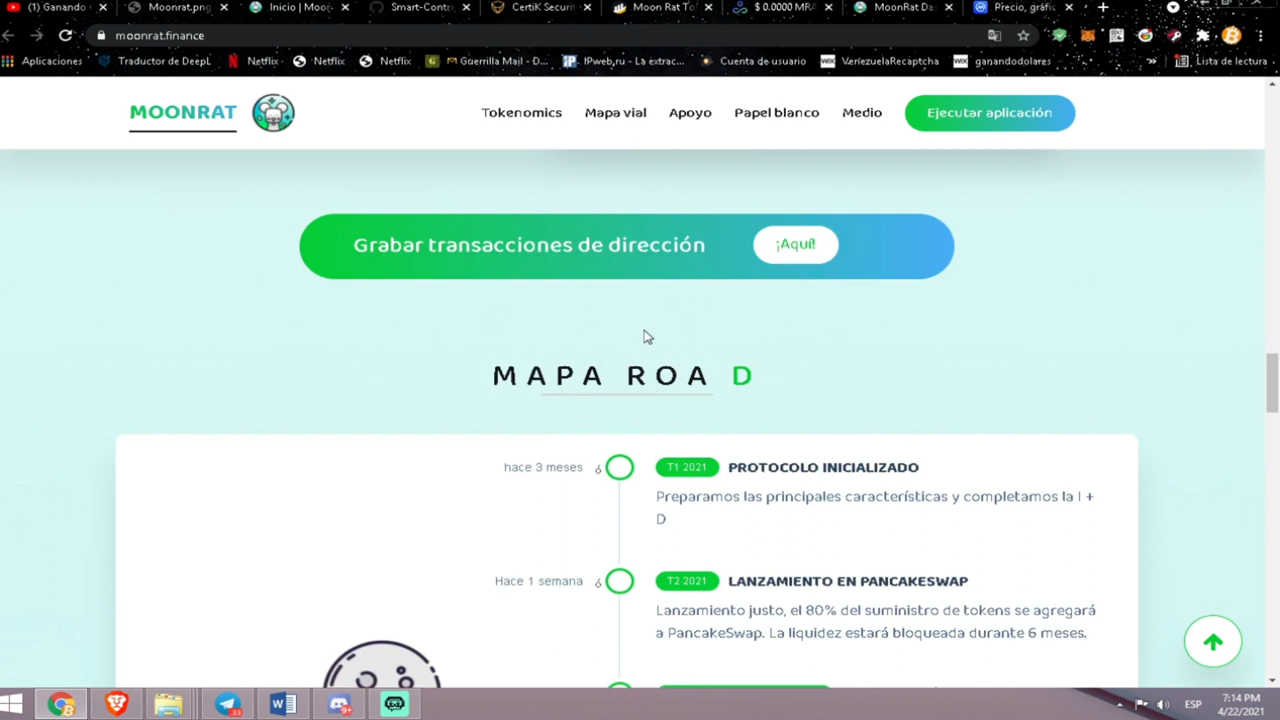 (1) Ganando
Moonrat.png
Inicio | Moo
Smart-Contr
CertiK Securit
Moon Rat To
$ 0.0000 MRA
MoonRat Da
Precio, gráfic
moonrat.finance
Aplicaciones
Traductor de DeepL
Netflix
Netflix
Netflix
Guerrilla Mail - D...
IPweb,ru - La extrac...
Cuenta de usuario
WIX
VenezuelaRecaptcha
WIX
ganandodolares
»
Lista de lectura
MOONRAT
Tokenomics
Mapa vial
Apoyo
Papel blanco
Medio
Ejecutar aplicación
Grabar transacciones de dirección
¡Aquí!
MAPA ROA D
hace 3 meses
T1 2021
PROTOCOLO INICIALIZADO
Preparamos las principales características y completamos la I +
D
Hace 1 semana
T2 2021
LANZAMIENTO EN PANCAKESWAP
Lanzamiento justo, el 80% del suministro de tokens se agregará
a PancakeSwap. La liquidez estará bloqueada durante 6 meses.
ESP
7:14 PM
4/22/2021